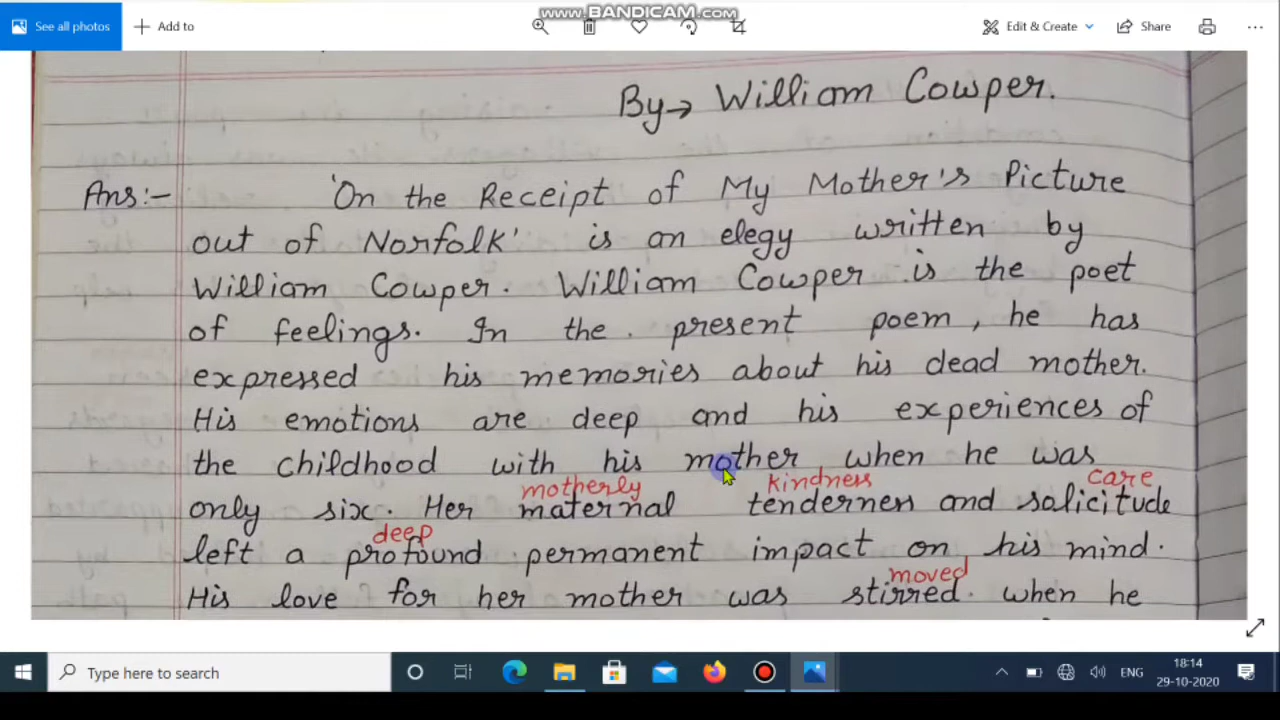 www.BANDICAM.com
See all photos
Add to
Edit & Create
Share
By→ William Cowper.
Ans:- 'On the Receipt of My Mother's Picture
out of Norfolk' is an elegy written by
William Cowper. William Cowper is the poet
of feelings. In the present poem, he has
expressed his memories about his dead mother.
His emotions are deep and his experiences of
the childhood with his mother when he was
motherly kindness care
only six. Her maternal tenderness and salicitude
deep
left a profound permanent impact on his mind.
moved
His love for her mother was stirred when he
Type here to search
ENG
18:14
29-10-2020